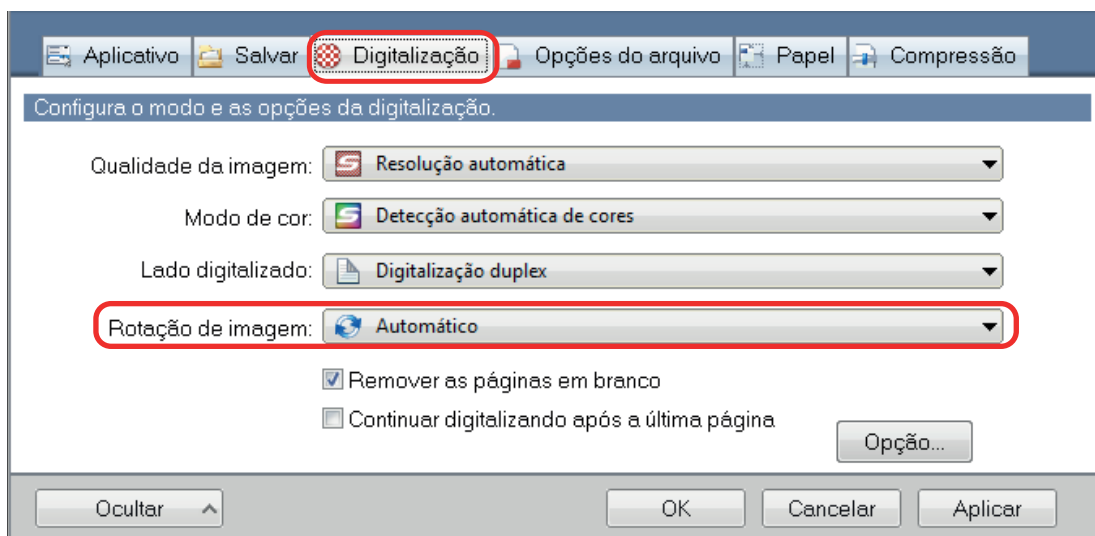 Aplicativo Salvar Digitalização Opções do arquivo Papel Compressão
Configura o modo e as opções da digitalização.
Qualidade da imagem: Resolução automática
Modo de cor: Detecção automática de cores
Lado digitalizado: Digitalização duplex
Rotação de imagem: Automático
Remover as páginas em branco
Continuar digitalizando após a última página
Opção...
Ocultar OK Cancelar Aplicar